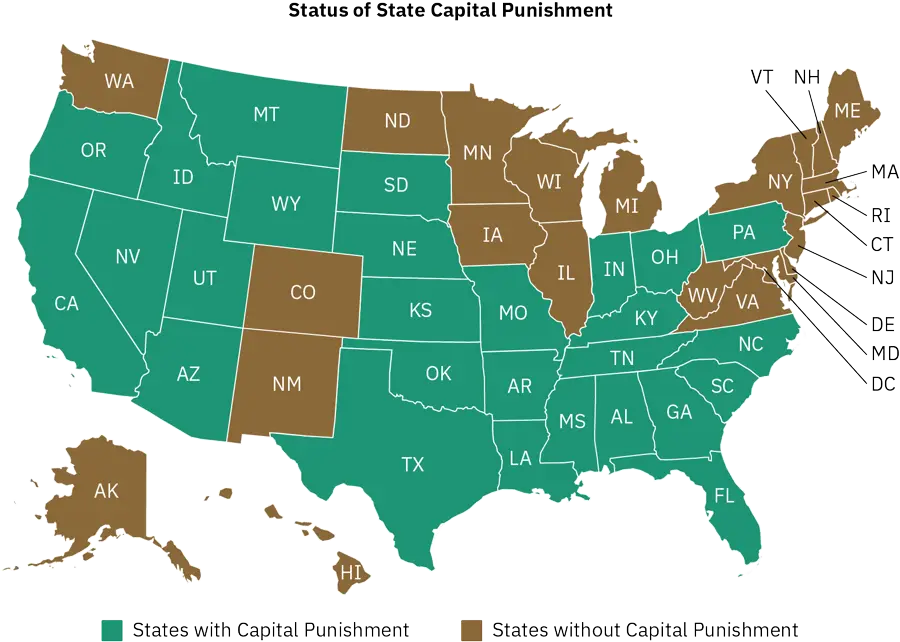 Status of State Capital Punishment
WA
MT
ND
MN
VT
NH
ME
OR
ID
SD
WI
MI
NY
MA
WY
RI
NV
NE
IA
PA
CT
UT
CO
IL
IN
OH
NJ
CA
KS
MO
KY
WV
VA
DE
MD
DC
AZ
NM
OK
AR
TN
NC
SC
MS
AL
GA
TX
LA
FL
AK
HI
States with Capital Punishment
States without Capital Punishment